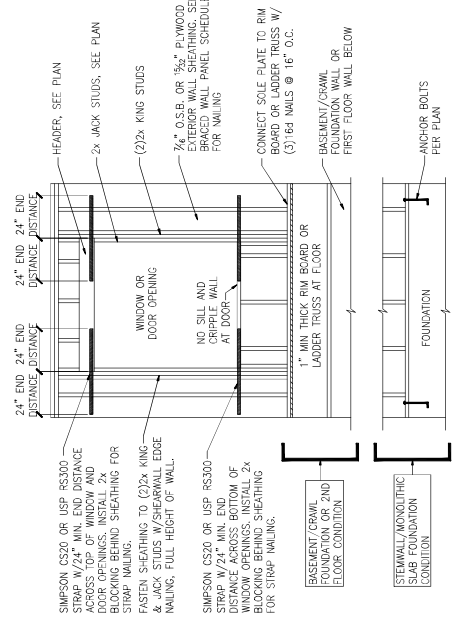 24" END
DISTANCE
24" END
DISTANCE
24" END
DISTANCE
24" END
DISTANCE
SIMPSON CS20 OR USP RS300
STRAP W/24" MIN. END DISTANCE
ACROSS TOP OF WINDOW AND
DOOR OPENINGS. INSTALL 2x
BLOCKING BEHIND SHEATHING FOR
STRAP NAILING.
FASTEN SHEATHING TO (2)2x KING
& JACK STUDS W/SHEARWALL EDGE
NAILING, FULL HEIGHT OF WALL.
SIMPSON CS20 OR USP RS300
STRAP W/24" MIN. END
DISTANCE ACROSS BOTTOM OF
WINDOW OPENINGS. INSTALL 2x
BLOCKING BEHIND SHEATHING
FOR STRAP NAILING.
BASEMENT/CRAWL
FOUNDATION OR 2ND
FLOOR CONDITION
STEMWALL/MONOLITHIC
SLAB FOUNDATION
CONDITION
WINDOW OR
DOOR OPENING
NO SILL AND
CRIPPLE WALL
AT DOOR
1" MIN THICK RIM BOARD OR
LADDER TRUSS AT FLOOR
FOUNDATION
HEADER, SEE PLAN
2x JACK STUDS, SEE PLAN
(2)2x KING STUDS
7/16" O.S.B. OR 15/32" PLYWOOD
EXTERIOR WALL SHEATHING. SEE
BRACED WALL PANEL SCHEDULE
FOR NAILING
CONNECT SOLE PLATE TO RIM
BOARD OR LADDER TRUSS W/
(3)16d NAILS @ 16" O.C.
BASEMENT/CRAWL
FOUNDATION WALL OR
FIRST FLOOR WALL BELOW
ANCHOR BOLTS
PER PLAN